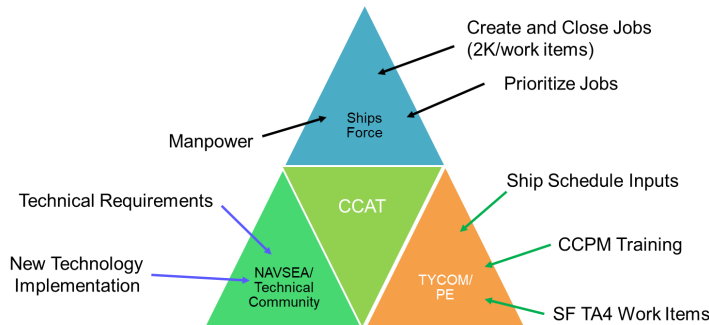 Create and Close Jobs
(2K/work items)
Prioritize Jobs
Ships
Force
Manpower
Technical Requirements
CCAT
Ship Schedule Inputs
New Technology
Implementation
NAVSEA/
Technical
Community
TYCOM/
PE
CCPM Training
SF TA4 Work Items